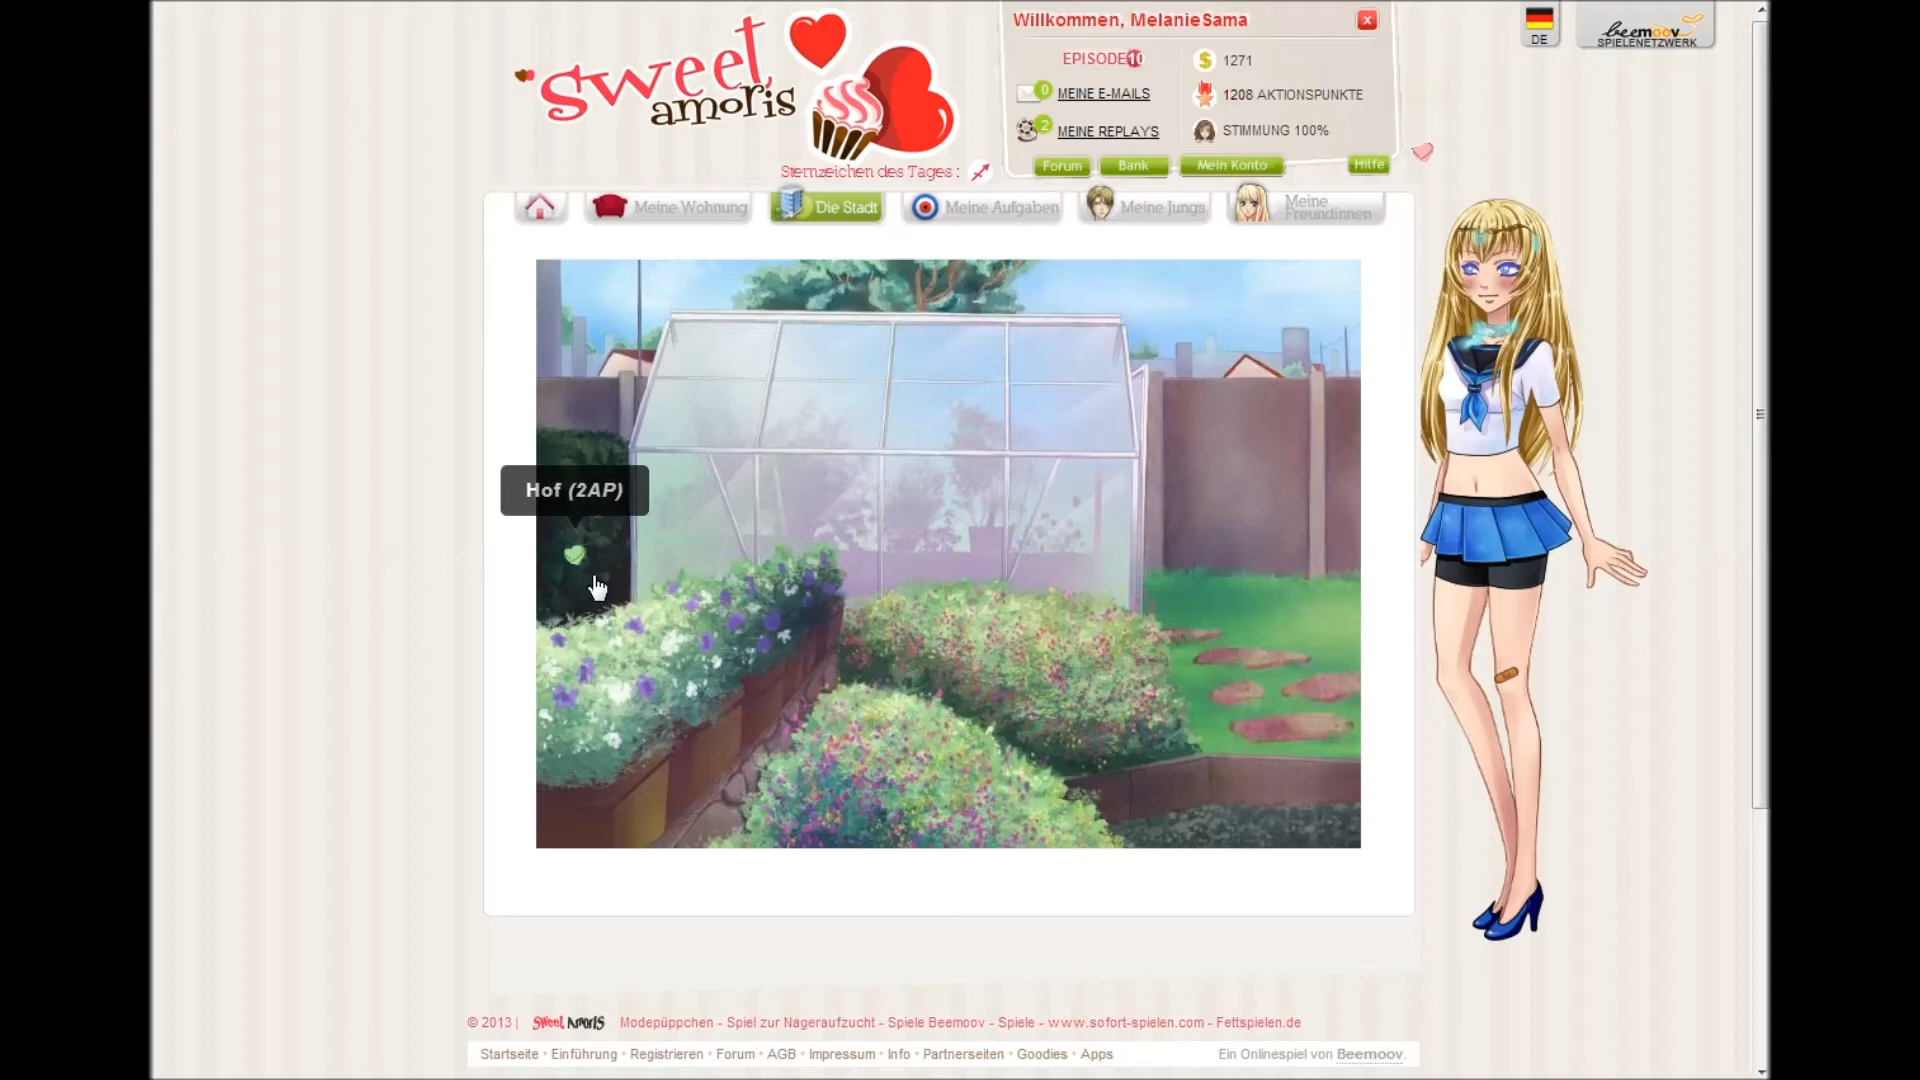 sweet
amoris
Sternzeichen des Tages :
Willkommen, MelanieSama
x
EPISODE 10
0 MEINE E-MAILS
2 MEINE REPLAYS
$ 1271
1208 AKTIONSPUNKTE
STIMMUNG 100%
Forum
Bank
Mein Konto
Hilfe
DE
beemoov
SPIELENETZWERK
Meine Wohnung
Die Stadt
Meine Aufgaben
Meine Jungs
Meine
Freundinnen
Hof (2AP)
© 2013 | Sweet Amoris Modepüppchen - Spiel zur Nageraufzucht - Spiele Beemoov - Spiele - www.sofort-spielen.com - Fettspielen.de
Startseite • Einführung • Registrieren • Forum • AGB • Impressum • Info • Partnerseiten • Goodies • Apps
Ein Onlinespiel von Beemoov.